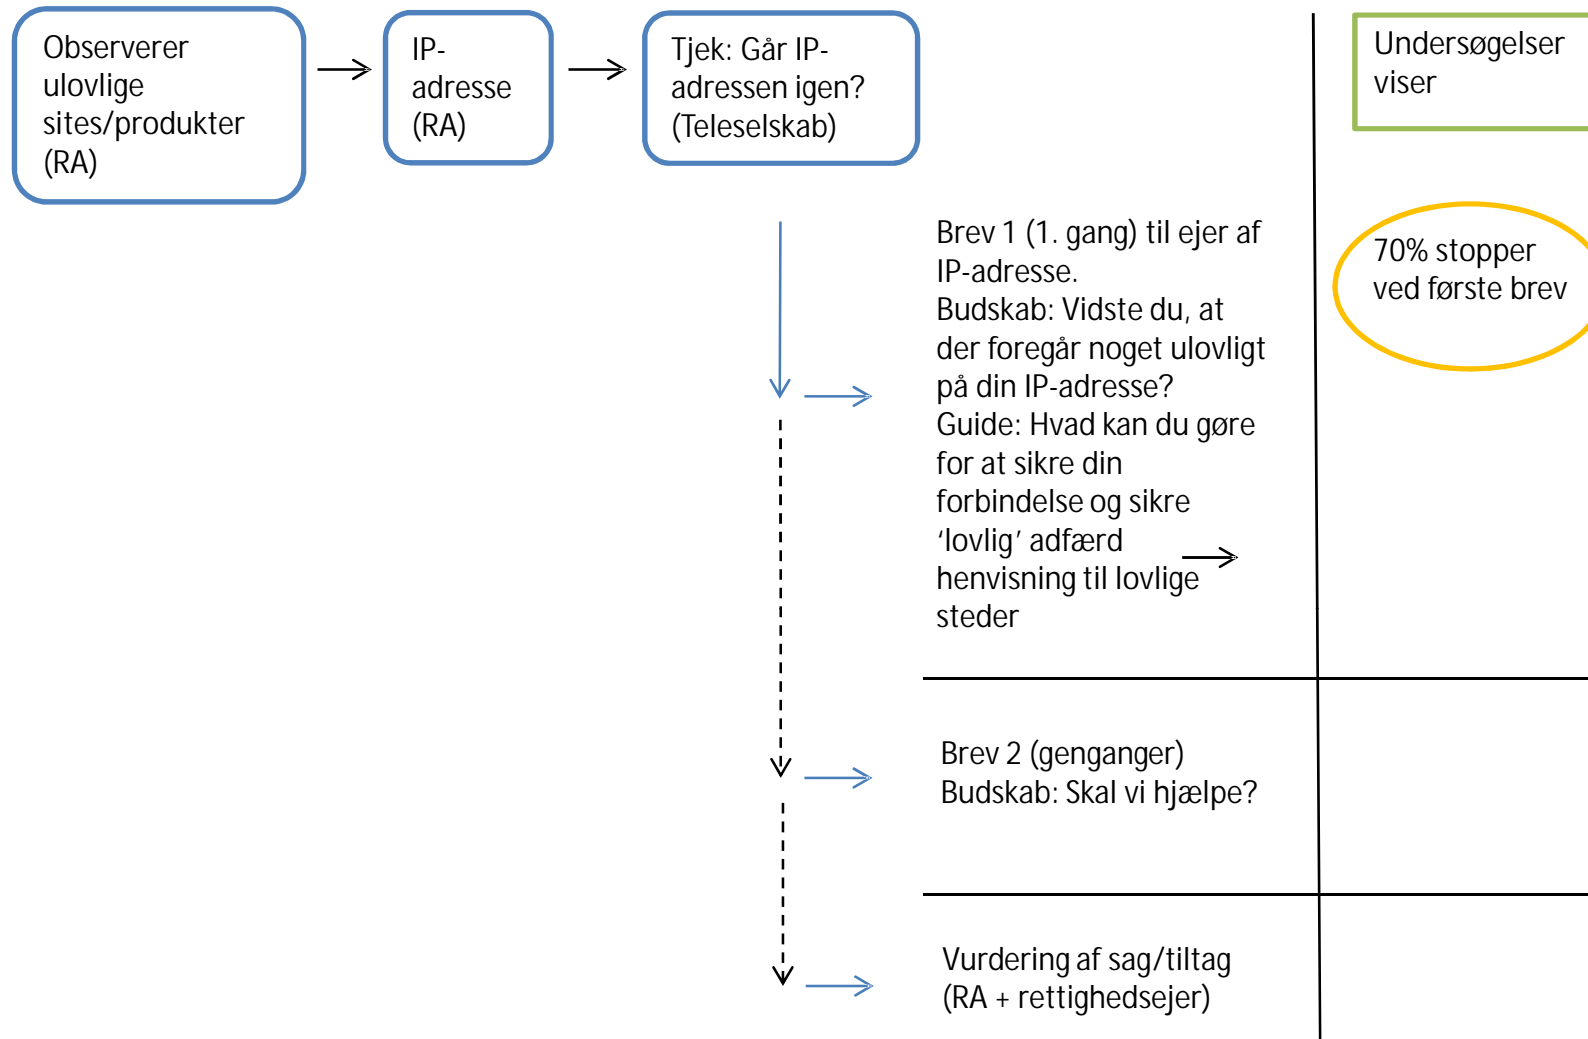 Observerer
ulovlige
sites/produkter
(RA)
IP-
adresse
(RA)
Tjek: Går IP-
adressen igen?
(Teleselskab)
Undersøgelser
viser
Brev 1 (1. gang) til ejer af
IP-adresse.
Budskab: Vidste du, at
der foregår noget ulovligt
på din IP-adresse?
Guide: Hvad kan du gøre
for at sikre din
forbindelse og sikre
‘lovlig’ adfærd
henvisning til lovlige
steder
70% stopper
ved første brev
Brev 2 (genganger)
Budskab: Skal vi hjælpe?
Vurdering af sag/tiltag
(RA + rettighedsejer)